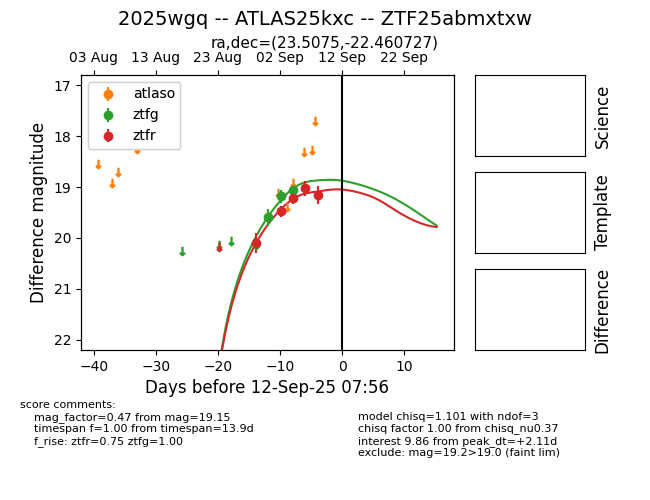 2025wgq -- ATLAS25kxc -- ZTF25abmxtxw
ra,dec=(23.5075,-22.460727)
03 Aug 13 Aug 23 Aug 02 Sep 12 Sep 22 Sep
atlaso
ztfg
ztfr
17
18
19
20
21
22
Difference magnitude
−40 −30 −20 −10 0 10
Days before 12-Sep-25 07:56
Science
Template
Difference
score comments:
mag_factor=0.47 from mag=19.15
timespan f=1.00 from timespan=13.9d
f_rise: ztfr=0.75 ztfg=1.00
model chisq=1.101 with ndof=3
chisq factor 1.00 from chisq_nu0.37
interest 9.86 from peak_dt=+2.11d
exclude: mag=19.2>19.0 (faint lim)